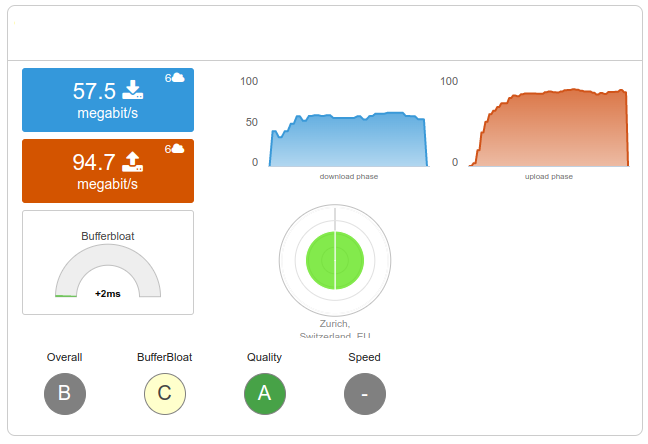 57.5
6
megabit/s
94.7
6
megabit/s
100
50
0
download phase
100
0
upload phase
Bufferbloat
+2ms
Zurich,
Switzerland, EU
Overall
BufferBloat
Quality
Speed
B
C
A
-